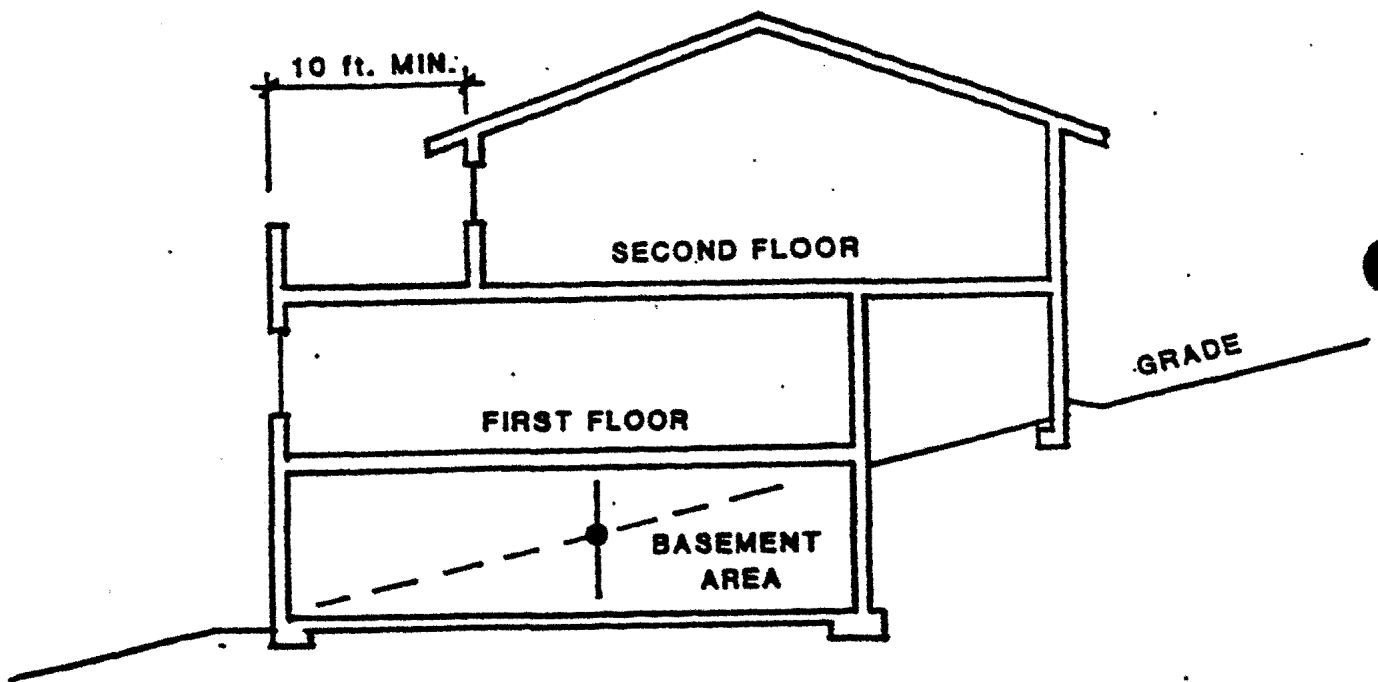 10 ft. MIN.
SECOND FLOOR
GRADE
FIRST FLOOR
BASEMENT
AREA